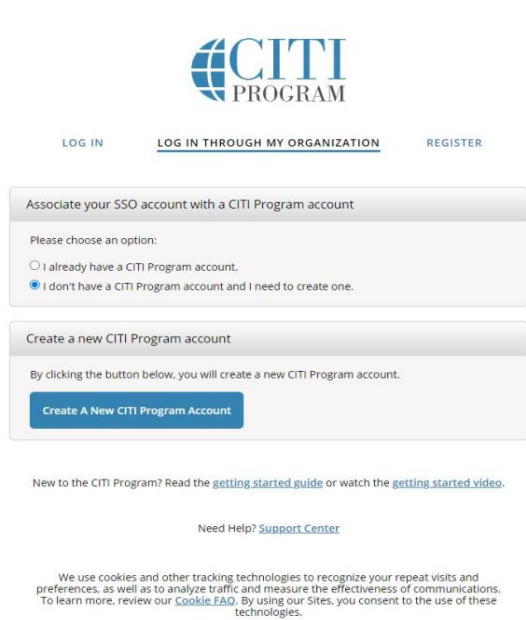 CITI
PROGRAM
LOG IN
LOG IN THROUGH MY ORGANIZATION
REGISTER
Associate your SSO account with a CITI Program account
Please choose an option:
I already have a CITI Program account.
I don't have a CITI Program account and I need to create one.
Create a new CITI Program account
By clicking the button below, you will create a new CITI Program account.
Create A New CITI Program Account
New to the CITI Program? Read the getting started guide or watch the getting started video.
Need Help? Support Center
We use cookies and other tracking technologies to recognize your repeat visits and
preferences, as well as to analyze traffic and measure the effectiveness of communications.
To learn more, review our Cookie FAQ. By using our Sites, you consent to the use of these
technologies.